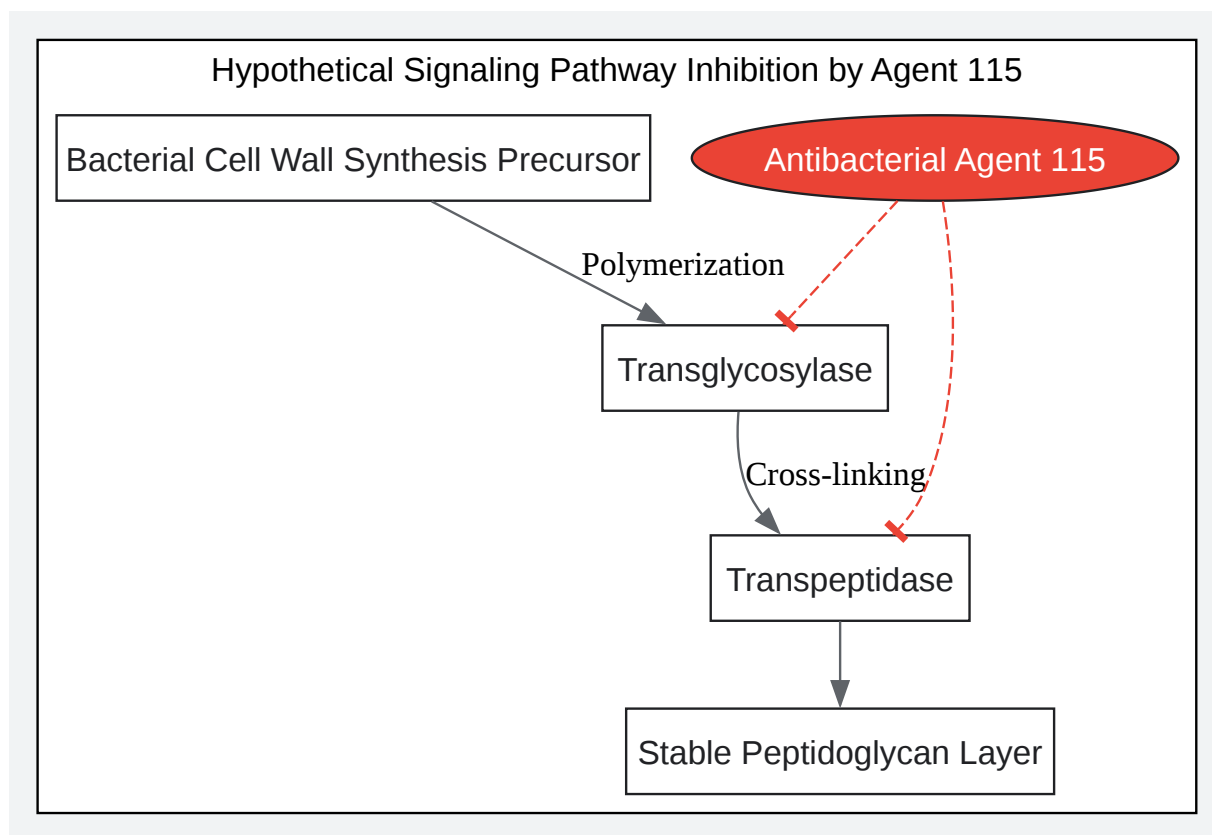 Hypothetical Signaling Pathway Inhibition by Agent 115
Bacterial Cell Wall Synthesis Precursor
Antibacterial Agent 115
Polymerization
Transglycosylase
Cross-linking
Transpeptidase
Stable Peptidoglycan Layer